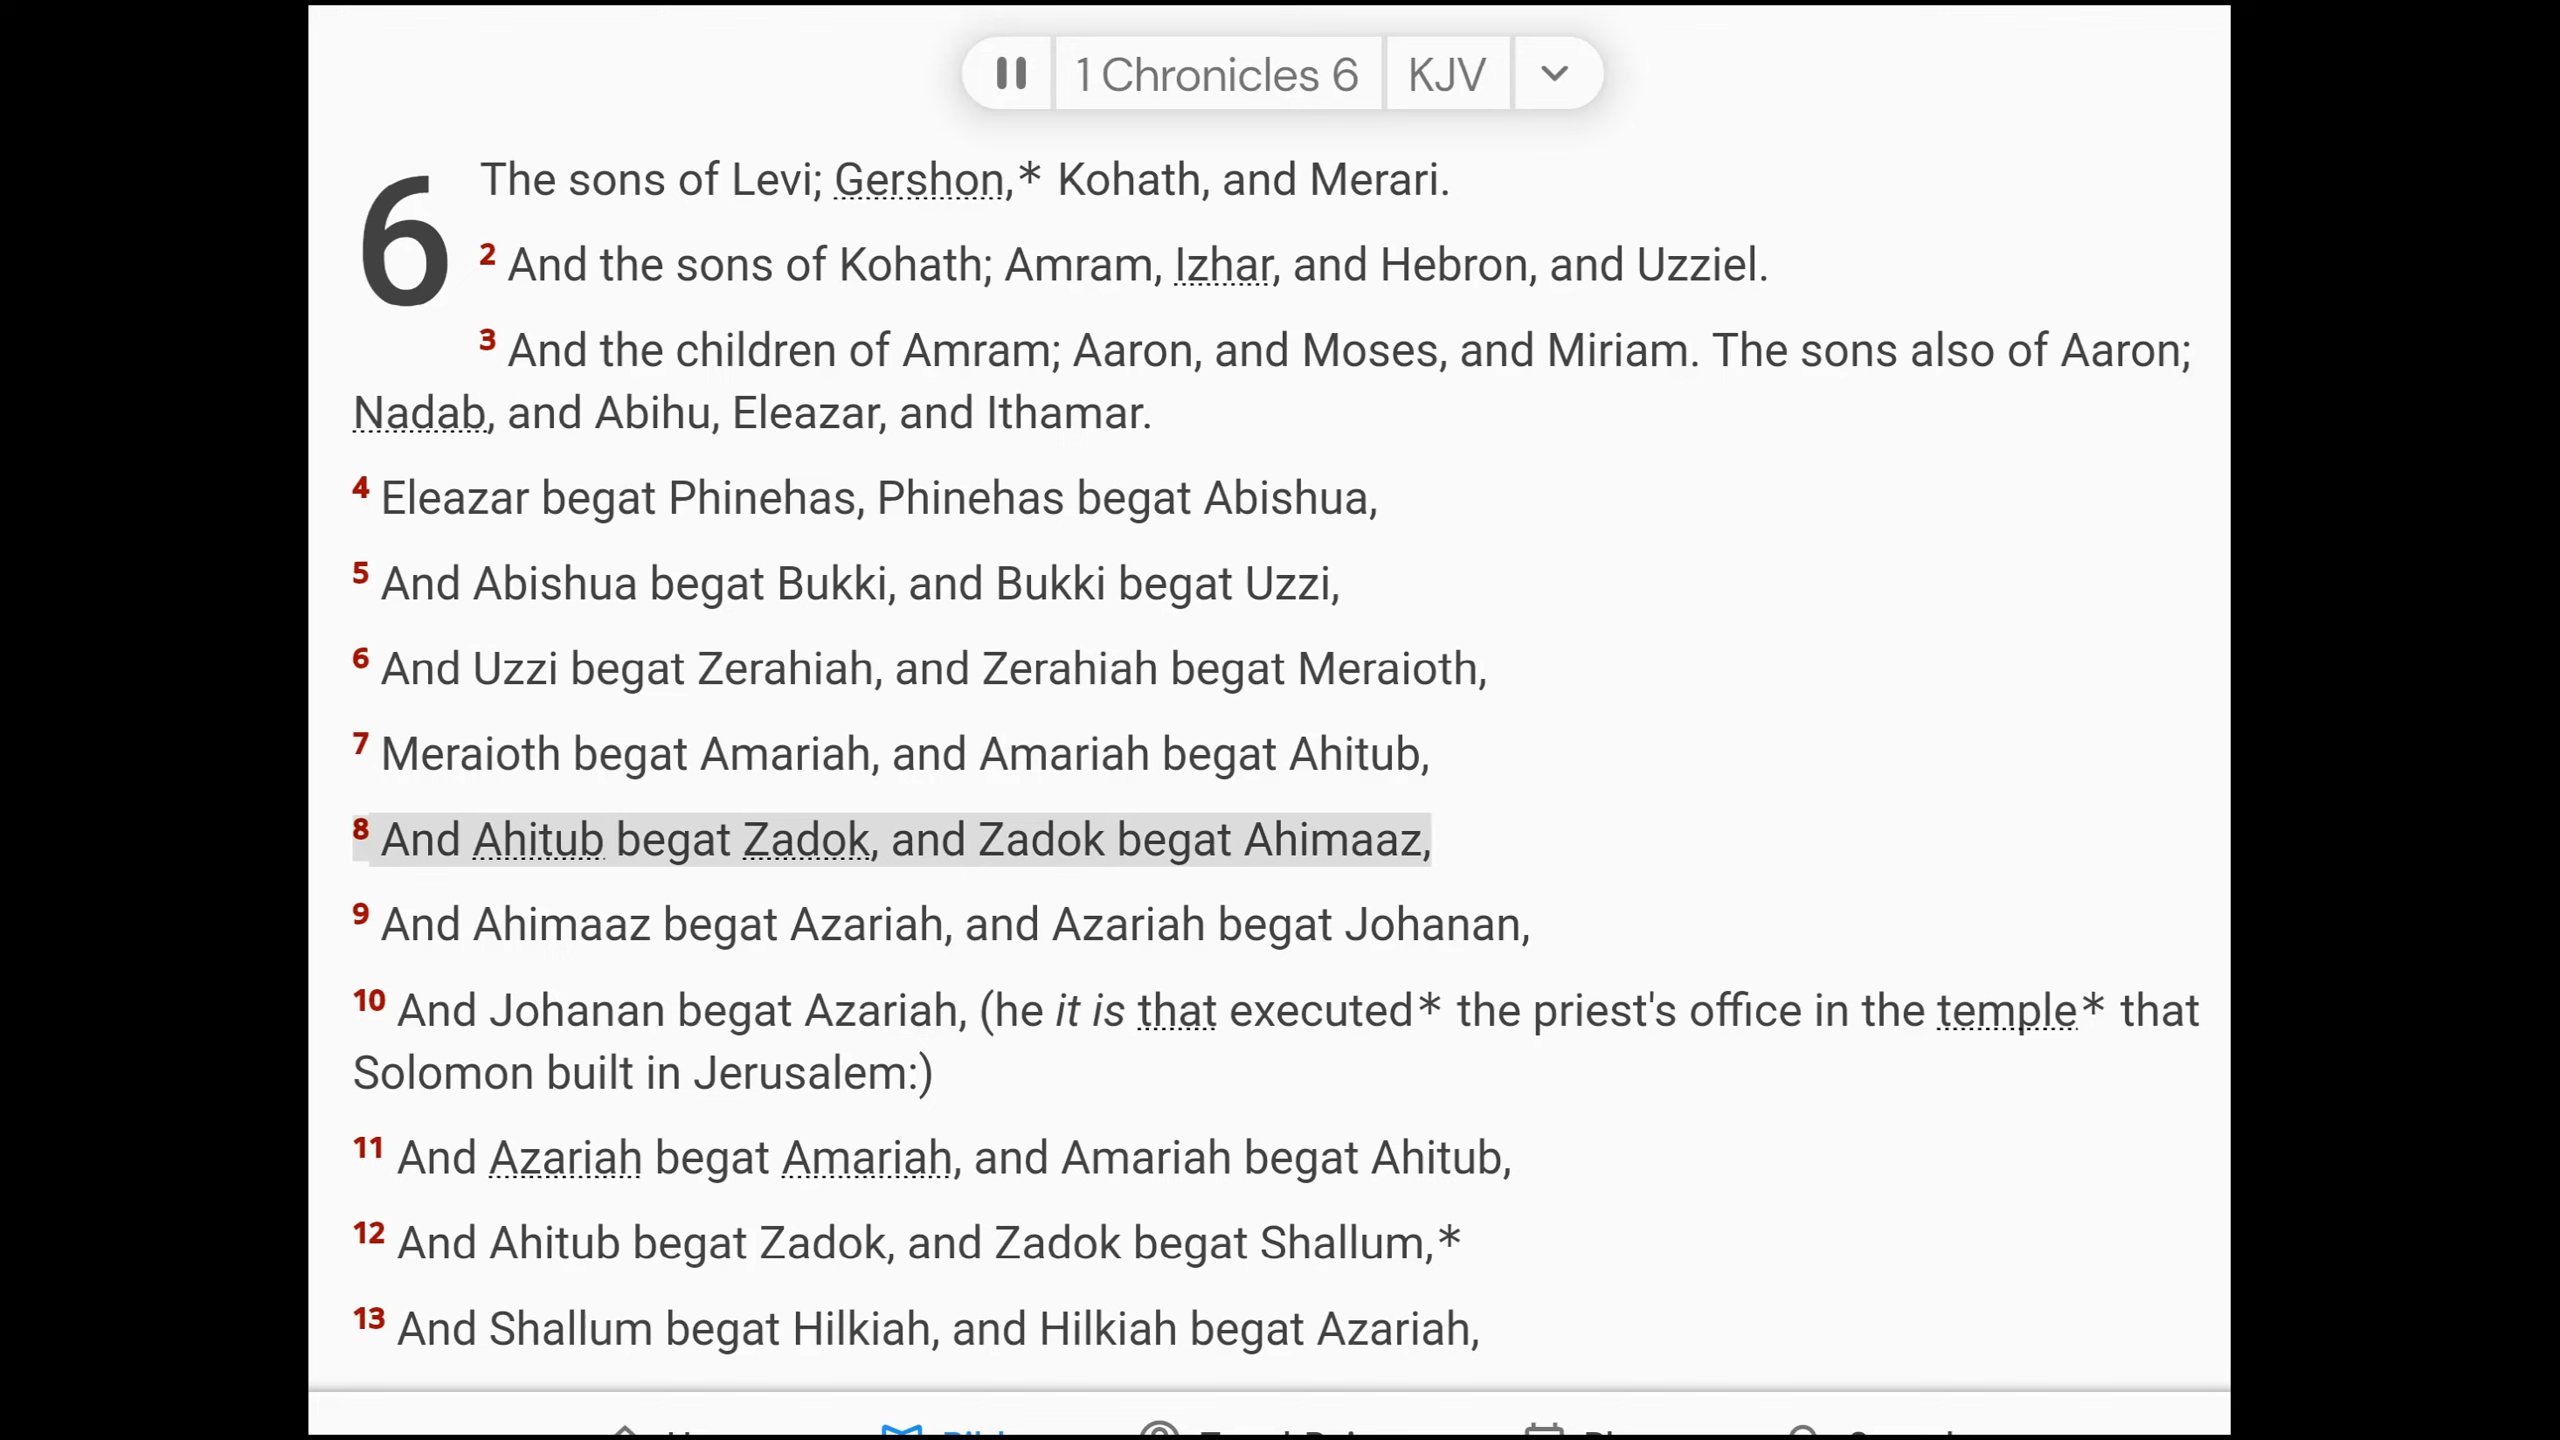 1 Chronicles 6 KJV
6 The sons of Levi; Gershon,* Kohath, and Merari.
2 And the sons of Kohath; Amram, Izhar, and Hebron, and Uzziel.
3 And the children of Amram; Aaron, and Moses, and Miriam. The sons also of Aaron;
Nadab, and Abihu, Eleazar, and Ithamar.
4 Eleazar begat Phinehas, Phinehas begat Abishua,
5 And Abishua begat Bukki, and Bukki begat Uzzi,
6 And Uzzi begat Zerahiah, and Zerahiah begat Meraioth,
7 Meraioth begat Amariah, and Amariah begat Ahitub,
8 And Ahitub begat Zadok, and Zadok begat Ahimaaz,
9 And Ahimaaz begat Azariah, and Azariah begat Johanan,
10 And Johanan begat Azariah, (he it is that executed* the priest's office in the temple* that
Solomon built in Jerusalem:)
11 And Azariah begat Amariah, and Amariah begat Ahitub,
12 And Ahitub begat Zadok, and Zadok begat Shallum,*
13 And Shallum begat Hilkiah, and Hilkiah begat Azariah,